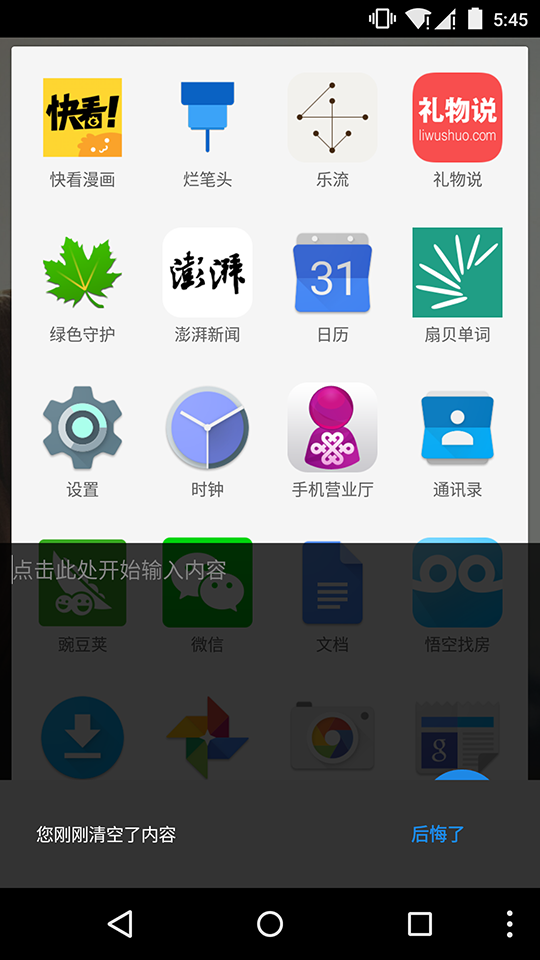 5:45
快看!
礼物说
liwushuo.com
快看漫画
烂笔头
乐流
礼物说
澎湃
31
绿色守护
澎湃新闻
日历
扇贝单词
设置
时钟
手机营业厅
通讯录
点击此处开始输入内容
豌豆荚
微信
文档
悟空找房
g
您刚刚清空了内容
后悔了